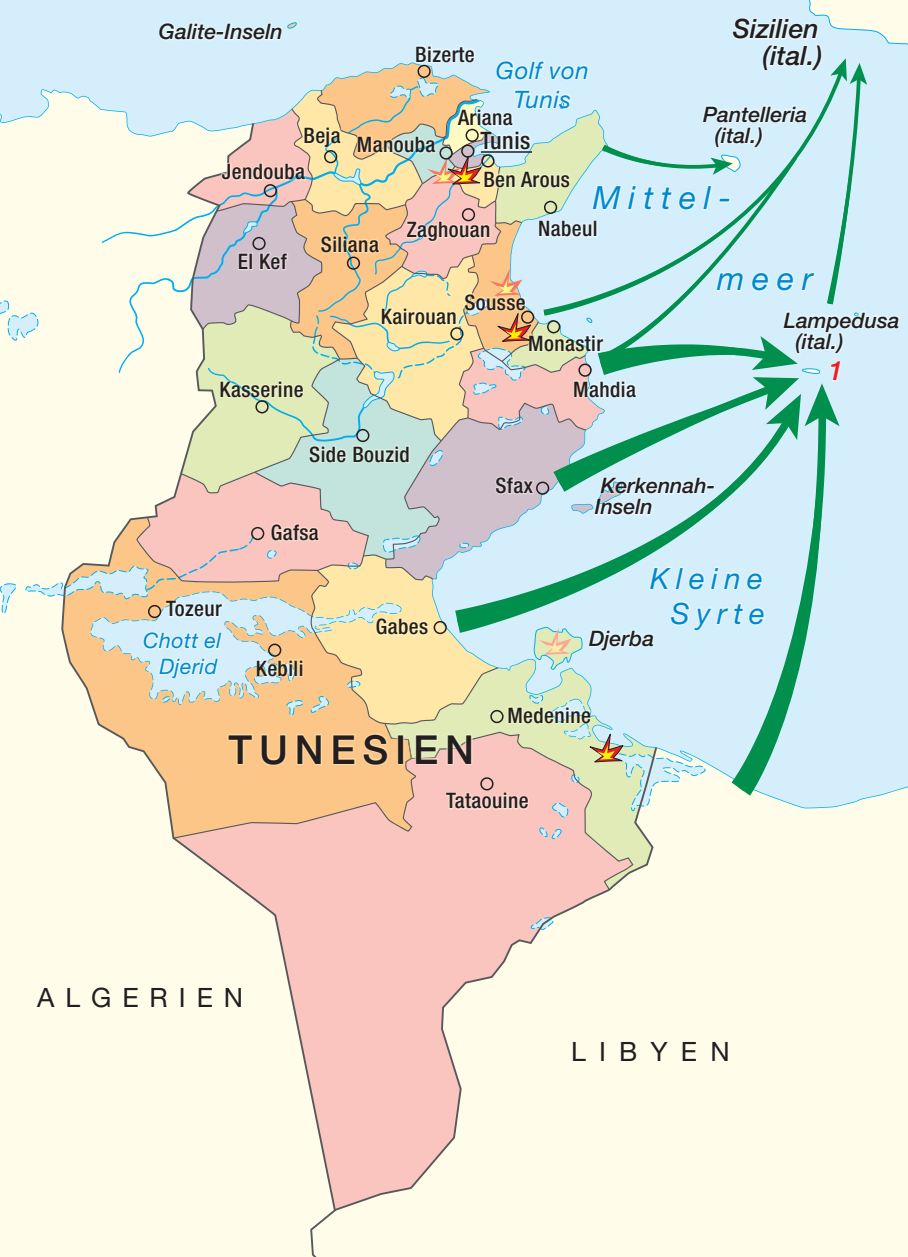 Galite-Inseln
Sizilien
(ital.)
Bizerte
Golf von
Tunis
Pantelleria
(ital.)
Ariana
Beja
Manouba
Tunis
Jendouba
Ben Arous
Mittel-
Zaghouan
Nabeul
Siliana
El Kef
meer
Sousse
Kairouan
Lampedusa
(ital.)
Monastir
1
Kasserine
Mahdia
Side Bouzid
Sfax
Kerkennah-
Inseln
Gafsa
Kleine
Syrte
Tozeur
Gabes
Djerba
Chott el
Djerid
Kebili
Medenine
TUNESIEN
Tataouine
ALGERIEN
LIBYEN